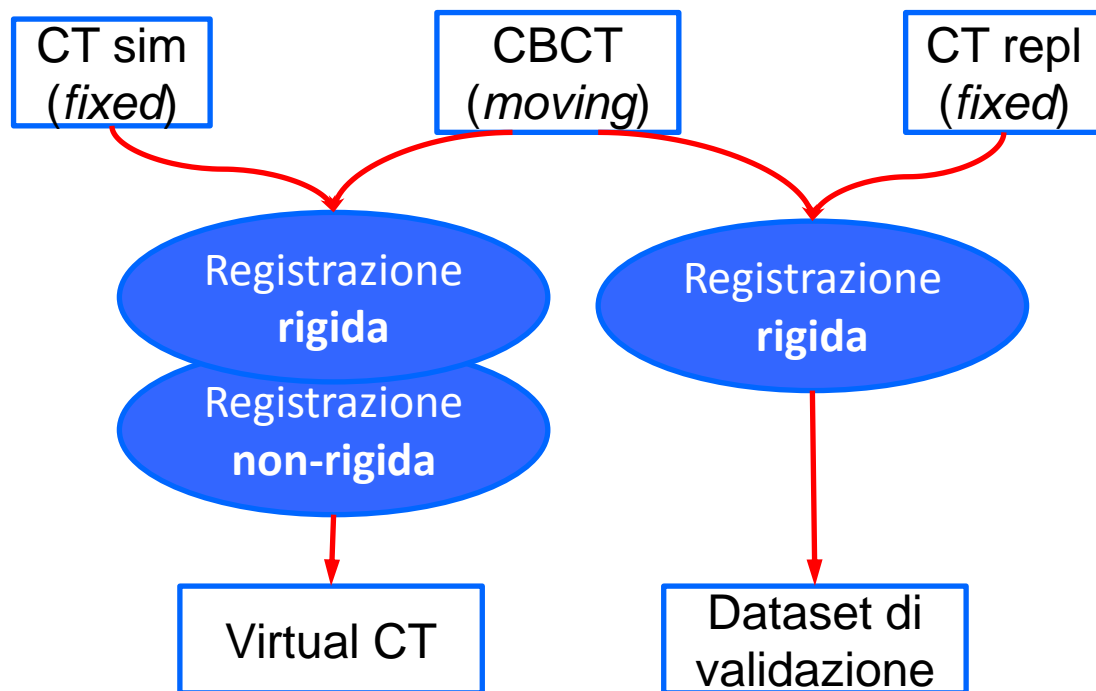 CT sim
(fixed)
CBCT
(moving)
CT repl
(fixed)
Registrazione
rigida
Registrazione
non-rigida
Registrazione
rigida
Virtual CT
Dataset di
validazione